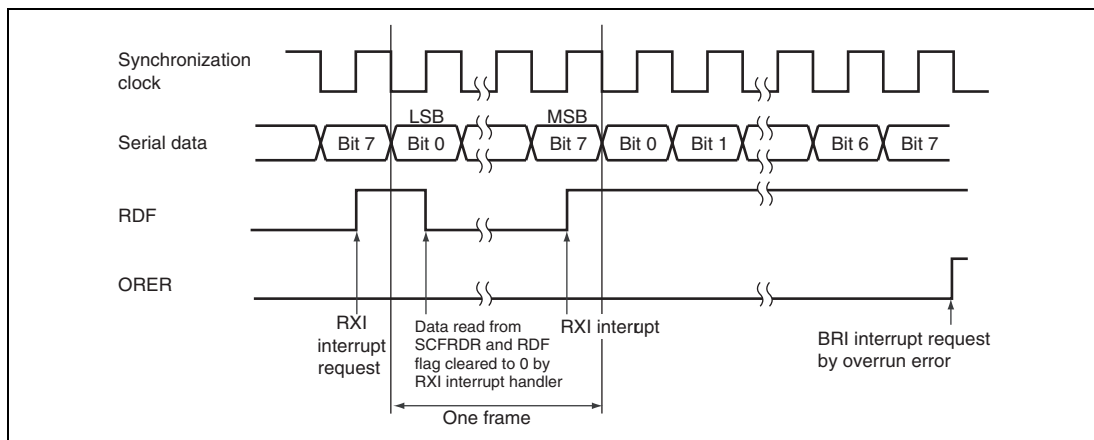 Synchronization
clock
LSB
MSB
Serial data
Bit 7
Bit 0
Bit 7
Bit 0
Bit 1
Bit 6
Bit 7
RDF
ORER
RXI
interrupt
request
Data read from
SCFRDR and RDF
flag cleared to 0 by
RXI interrupt handler
RXI interrupt
BRI interrupt request
by overrun error
One frame